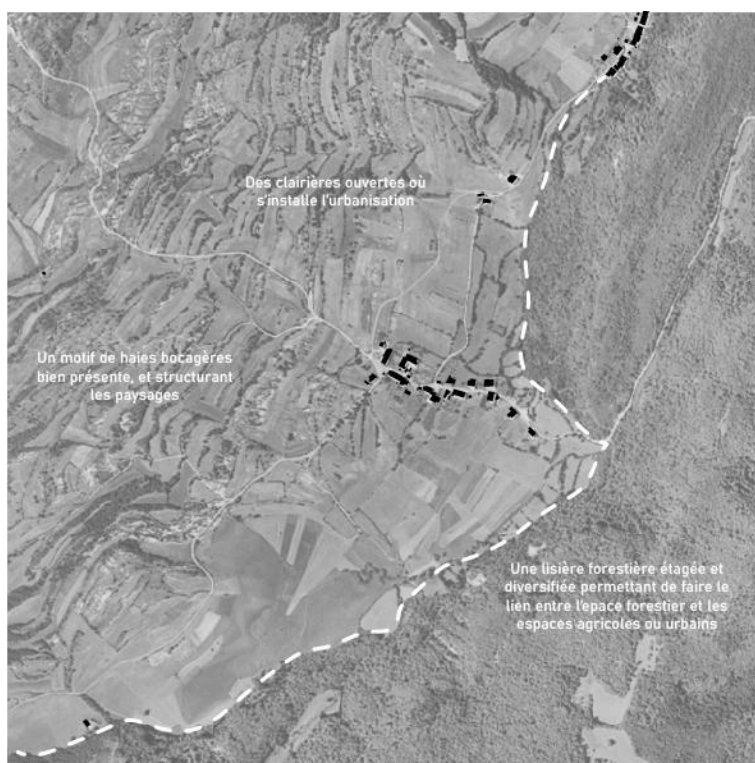 Des clairières ouvertes où
s'installe l'urbanisation
Un motif de haies bocagères
bien présente, et structurant
les paysages
Une lisière forestière étagée et
diversifiée permettant de faire le
lien entre l'epace forestier et les
espaces agricoles ou urbains